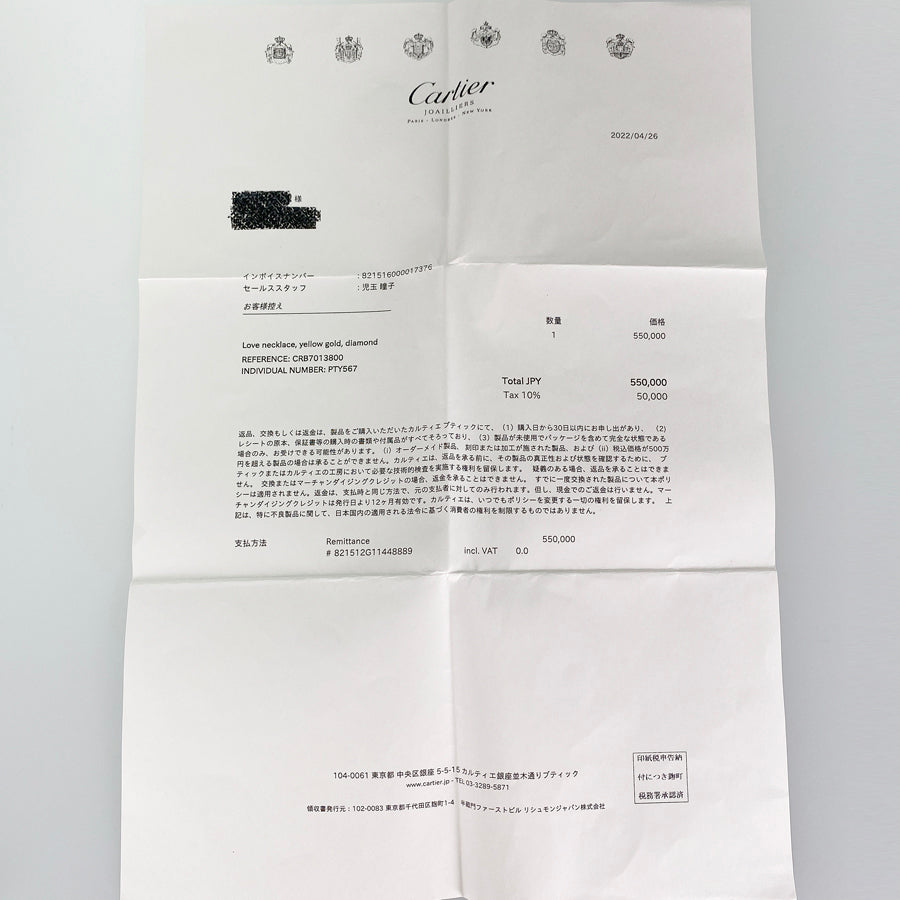 Cartier
JOAILLIERS
PARIS - LONDRES - NEW YORK
2022/04/26
様
インボイスナンバー : 821516000017376
セールススタッフ : 児玉 瞳子
お客様控え
数量 価格
1 550,000
Love necklace, yellow gold, diamond
REFERENCE: CRB7013800
INDIVIDUAL NUMBER: PTY567
Total JPY 550,000
Tax 10% 50,000
返品、交換もしくは返金は、製品をご購入いただいたカルティエ ブティックにて、(1)購入日から30日以内にお申し出があり、(2)
レシートの原本、保証書等の購入時の書類や付属品がすべてそろっており、(3)製品が未使用でパッケージを含めて完全な状態である
場合のみ、お受けできる可能性があります。(i)オーダーメイド製品、刻印または加工が施された製品、および(ii)税込価格が500万
円を超える製品の場合は承ることができません。カルティエは、返品を承る前に、その製品の真正性および状態を確認するために、ブ
ティックまたはカルティエの工房において必要な技術的検査を実施する権利を留保します。 疑義のある場合、返品を承ることはできま
せん。 交換またはマーチャンダイジングクレジットの場合、返金を承ることはできません。 すでに一度交換された製品について本ポリ
シーは適用されません。返金は、支払時と同じ方法で、元の支払者に対してのみ行われます。但し、現金でのご返金は行いません。マー
チャンダイジングクレジットは発行日より12ヶ月有効です。カルティエは、いつでもポリシーを変更する一切の権利を留保します。 上
記は、特に不良製品に関して、日本国内の適用される法令に基づく消費者の権利を制限するものではありません。
支払方法 Remittance 550,000
# 821512G11448889 incl. VAT 0.0
104-0061 東京都 中央区銀座 5-5-15 カルティエ銀座並木通りブティック
www.cartier.jp - TEL 03-3289-5871
領収書発行元:102-0083 東京都千代田区麹町1-4 半蔵門ファーストビル リシュモンジャパン株式会社
印紙税申告納
付につき麹町
税務署承認済